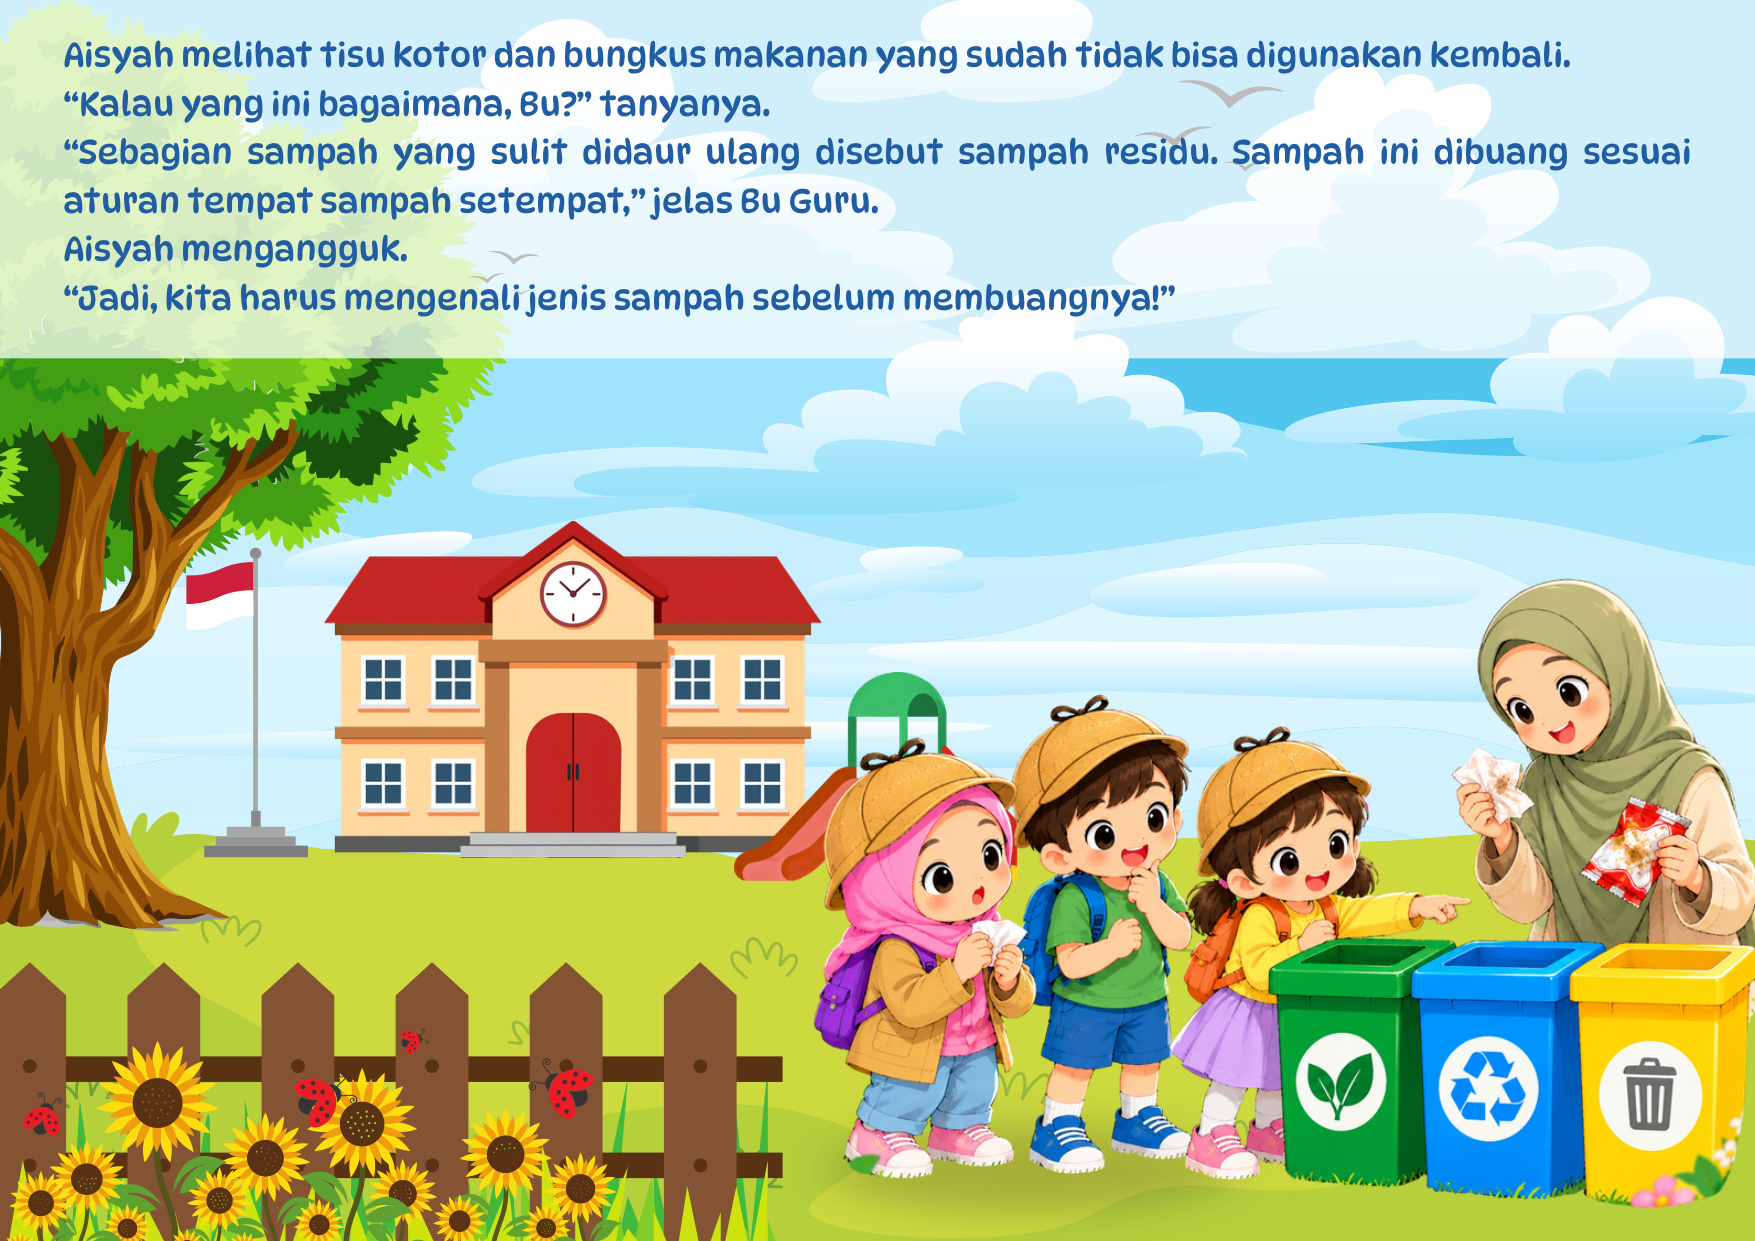 Aisyah melihat tisu kotor dan bungkus makanan yang sudah tidak bisa digunakan kembali.
“Kalau yang ini bagaimana, Bu?” tanyanya.
“Sebagian sampah yang sulit didaur ulang disebut sampah residu. Sampah ini dibuang sesuai
aturan tempat sampah setempat,” jelas Bu Guru.
Aisyah mengangguk.
“Jadi, kita harus mengenali jenis sampah sebelum membuangnya!”